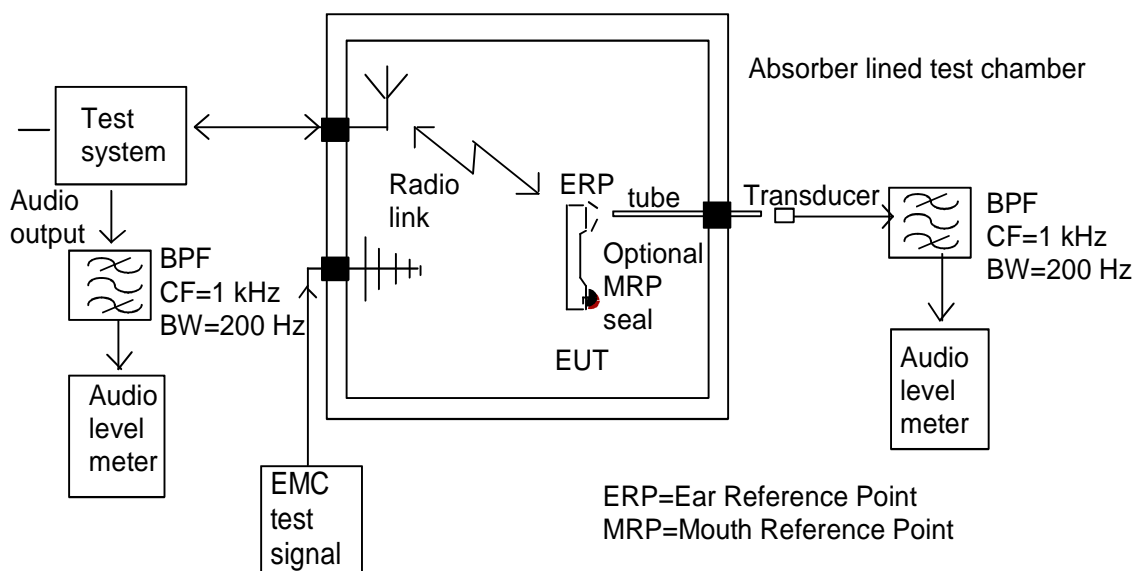 Absorber lined test chamber
Test
system
Audio
output
BPF
CF=1 kHz
BW=200 Hz
Audio
level
meter
Radio
link
ERP
tube
Transducer
BPF
CF=1 kHz
BW=200 Hz
Optional
MRP
seal
EUT
Audio
level
meter
EMC
test
signal
ERP=Ear Reference Point
MRP=Mouth Reference Point